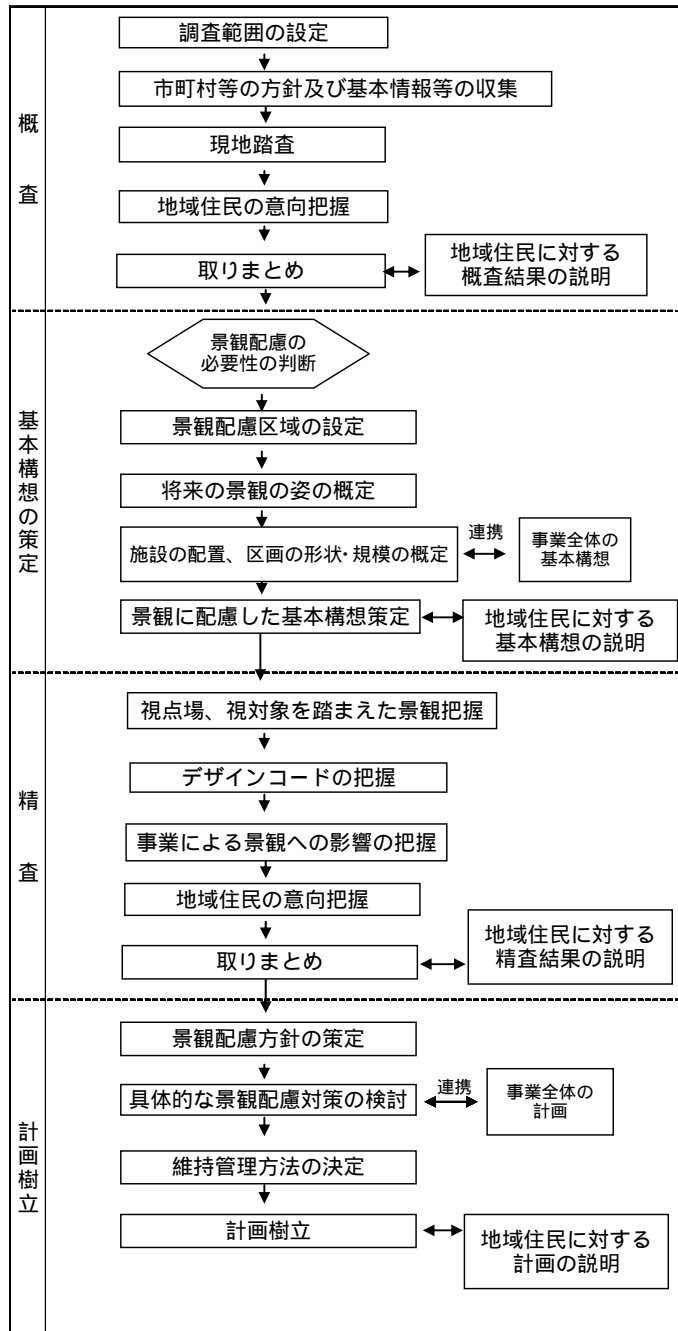 概査
調査範囲の設定
市町村等の方針及び基本情報等の収集
現地踏査
地域住民の意向把握
取りまとめ
地域住民に対する
概査結果の説明
基本構想の策定
景観配慮の
必要性の判断
景観配慮区域の設定
将来の景観の姿の概定
施設の配置、区画の形状・規模の概定
連携
事業全体の
基本構想
景観に配慮した基本構想策定
地域住民に対する
基本構想の説明
精査
視点場、視対象を踏まえた景観把握
デザインコードの把握
事業による景観への影響の把握
地域住民の意向把握
取りまとめ
地域住民に対する
精査結果の説明
計画樹立
景観配慮方針の策定
具体的な景観配慮対策の検討
連携
事業全体の
計画
維持管理方法の決定
計画樹立
地域住民に対する
計画の説明